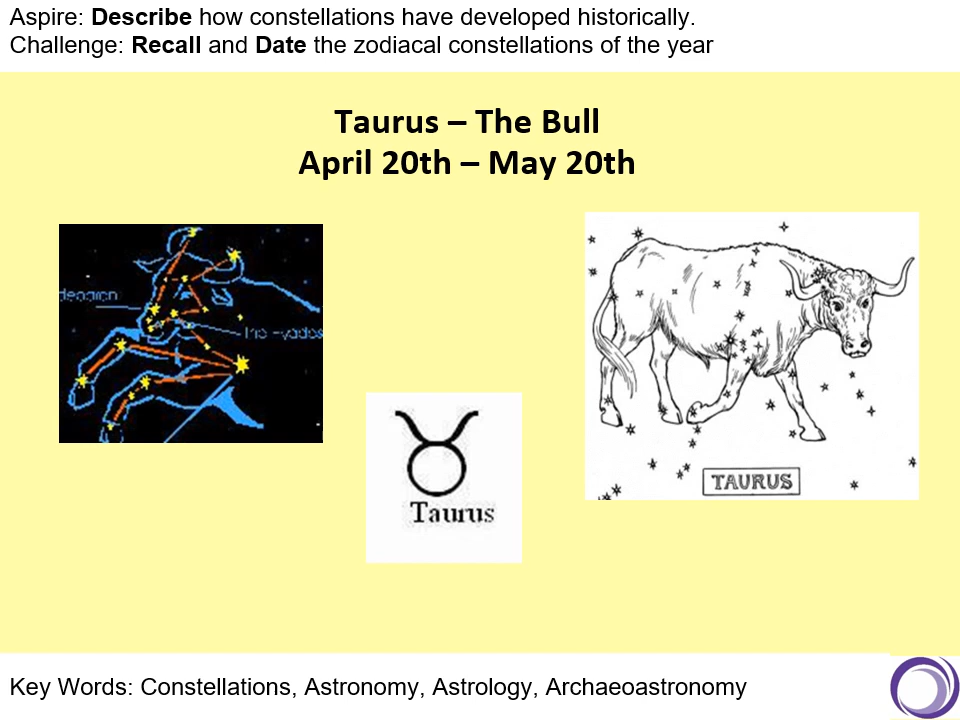 Aspire: Describe how constellations have developed historically.
Challenge: Recall and Date the zodiacal constellations of the year
Taurus – The Bull
April 20th – May 20th
Taurus
TAURUS
Key Words: Constellations, Astronomy, Astrology, Archaeoastronomy